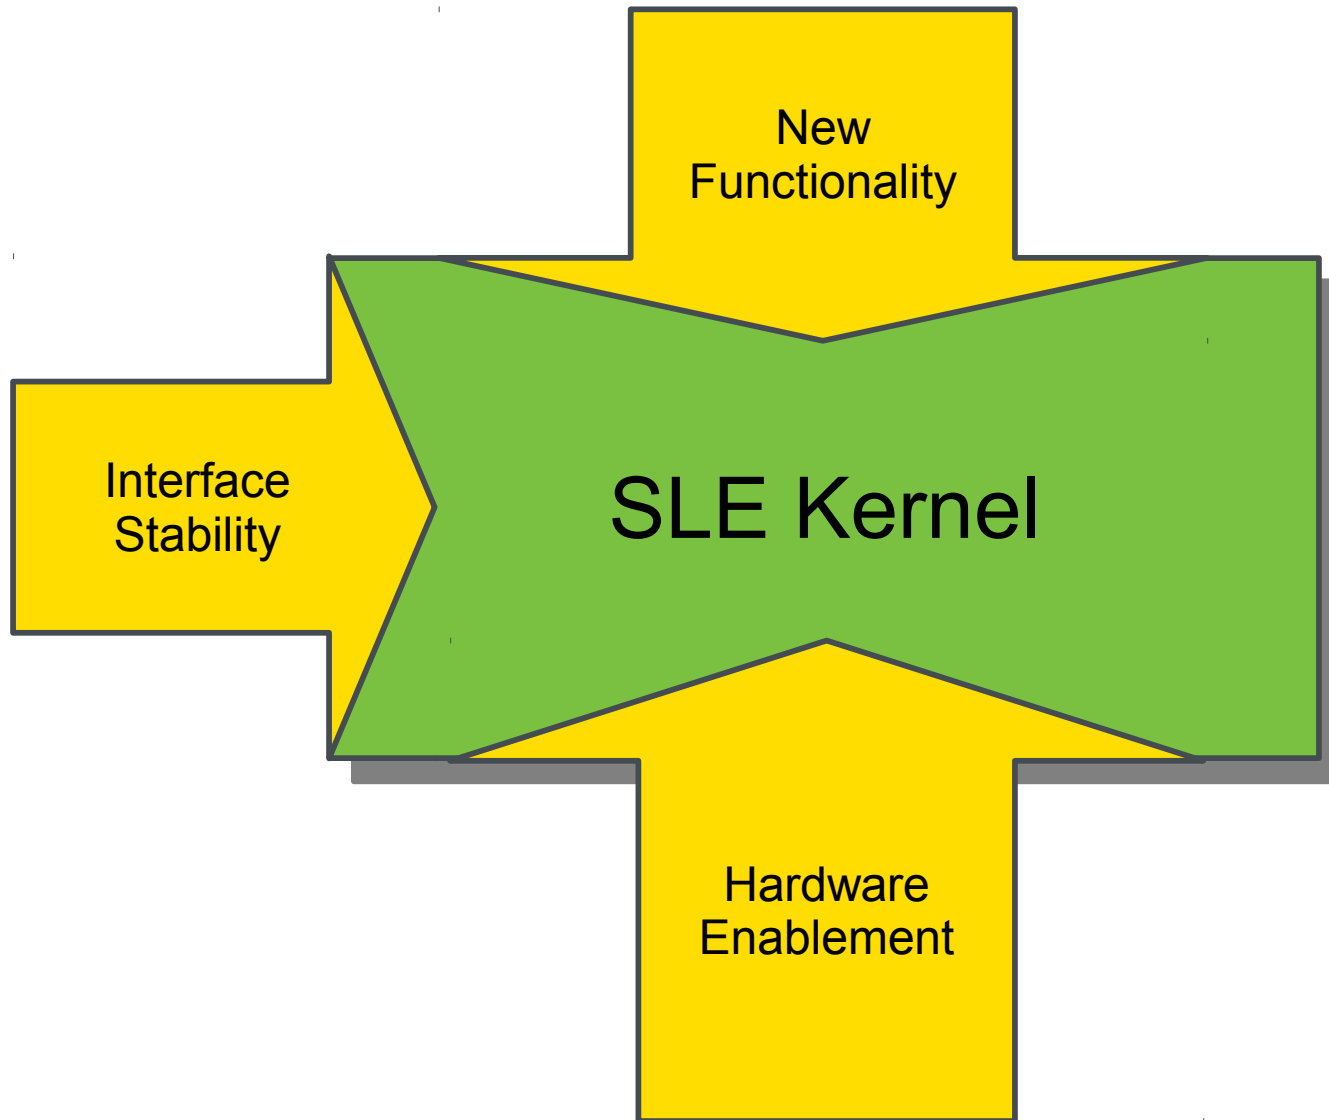 New
Functionality
Interface
Stability
SLE Kernel
Hardware
Enablement